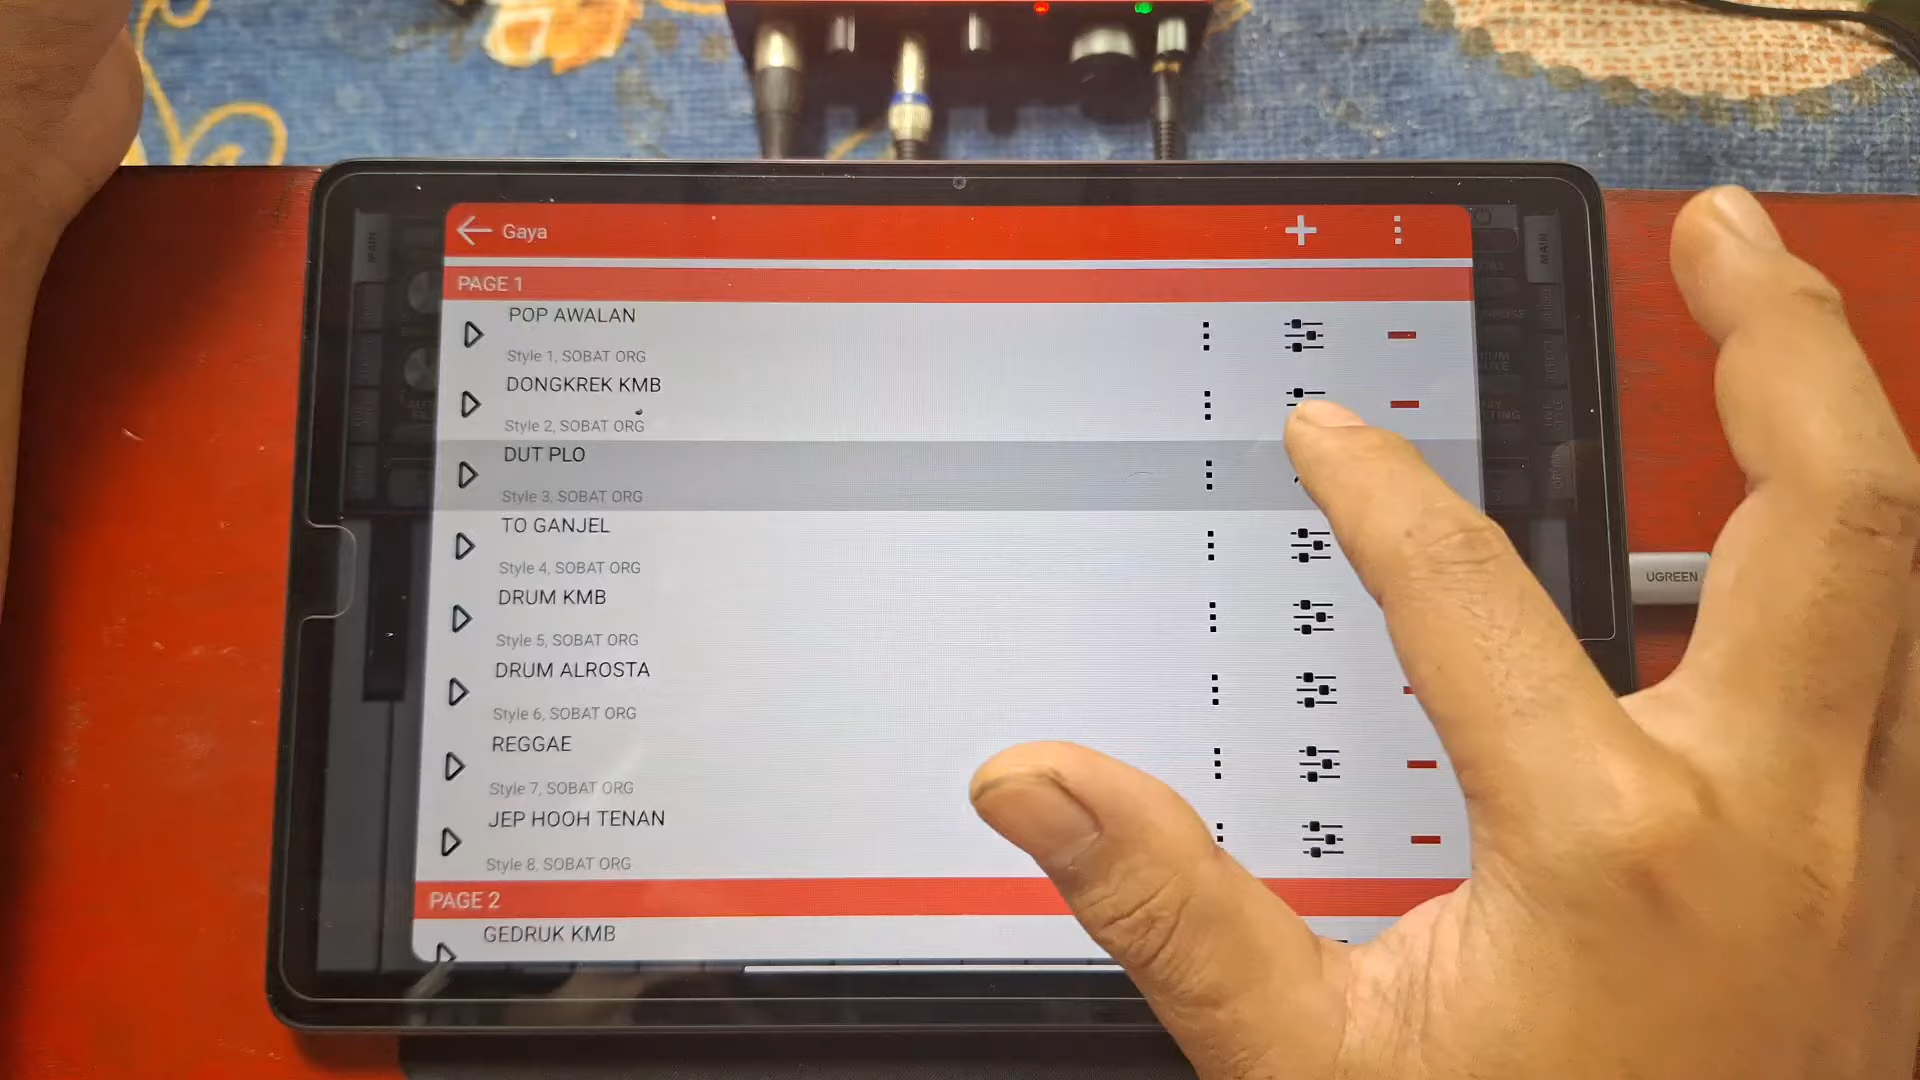 Gaya
PAGE 1
POP AWALAN
Style 1, SOBAT ORG
DONGKREK KMB
Style 2, SOBAT ORG
DUT PLO
Style 3, SOBAT ORG
TO GANJEL
Style 4, SOBAT ORG
DRUM KMB
Style 5, SOBAT ORG
DRUM ALROSTA
Style 6, SOBAT ORG
REGGAE
Style 7, SOBAT ORG
JEP HOOH TENAN
Style 8, SOBAT ORG
PAGE 2
GEDRUK KMB
MAIN
MAIN
UGREEN